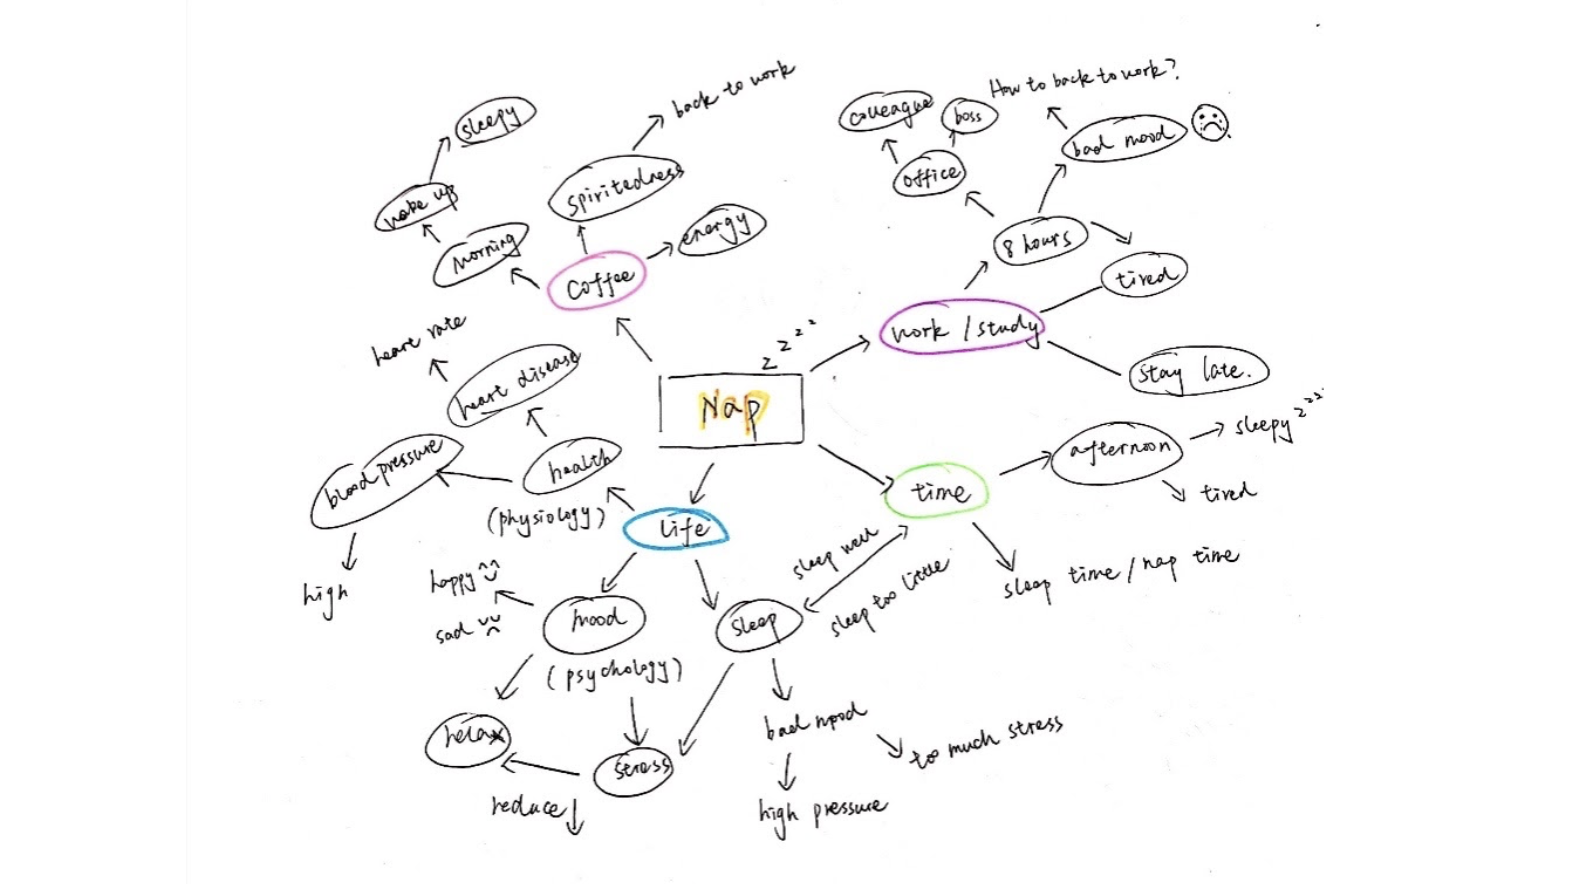 sleepy
back to work
wake up
spiritedness
morning
energy
coffee
colleague
boss
How to back to work?
office
bad mood
8 hours
tired
work / study
stay late.
z z z z
Nap
heart rate
heart disease
health
(physiology)
blood pressure
high
life
time
afternoon
sleepy z z z
tired
sleep time / nap time
sleep well
sleep too little
happy
sad
mood
(psychology)
sleep
relax
stress
reduce
bad mood
too much stress
high pressure